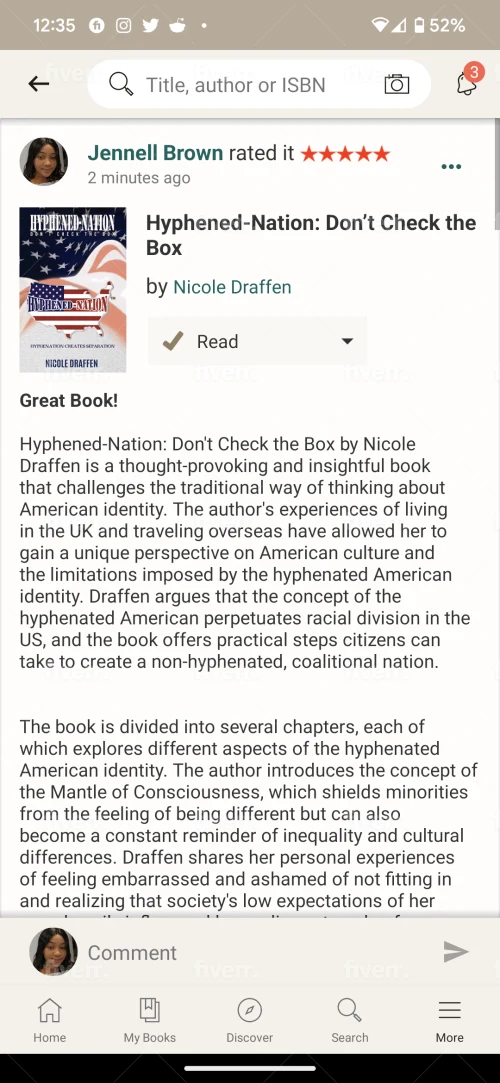 12:35
52%
Title, author or ISBN
3
Jennell Brown rated it
2 minutes ago
HYPHENED-NATION
DON'T CHECK THE BOX
HYPHENED-NATION
HYPHENATION CREATES SEPARATION
NICOLE DRAFFEN
Hyphened-Nation: Don’t Check the
Box
by Nicole Draffen
Read
Great Book!
Hyphened-Nation: Don't Check the Box by Nicole
Draffen is a thought-provoking and insightful book
that challenges the traditional way of thinking about
American identity. The author's experiences of living
in the UK and traveling overseas have allowed her to
gain a unique perspective on American culture and
the limitations imposed by the hyphenated American
identity. Draffen argues that the concept of the
hyphenated American perpetuates racial division in the
US, and the book offers practical steps citizens can
take to create a non-hyphenated, coalitional nation.
The book is divided into several chapters, each of
which explores different aspects of the hyphenated
American identity. The author introduces the concept of
the Mantle of Consciousness, which shields minorities
from the feeling of being different but can also
become a constant reminder of inequality and cultural
differences. Draffen shares her personal experiences
of feeling embarrassed and ashamed of not fitting in
and realizing that society's low expectations of her
Comment
fiverr.
Home
My Books
Discover
Search
More